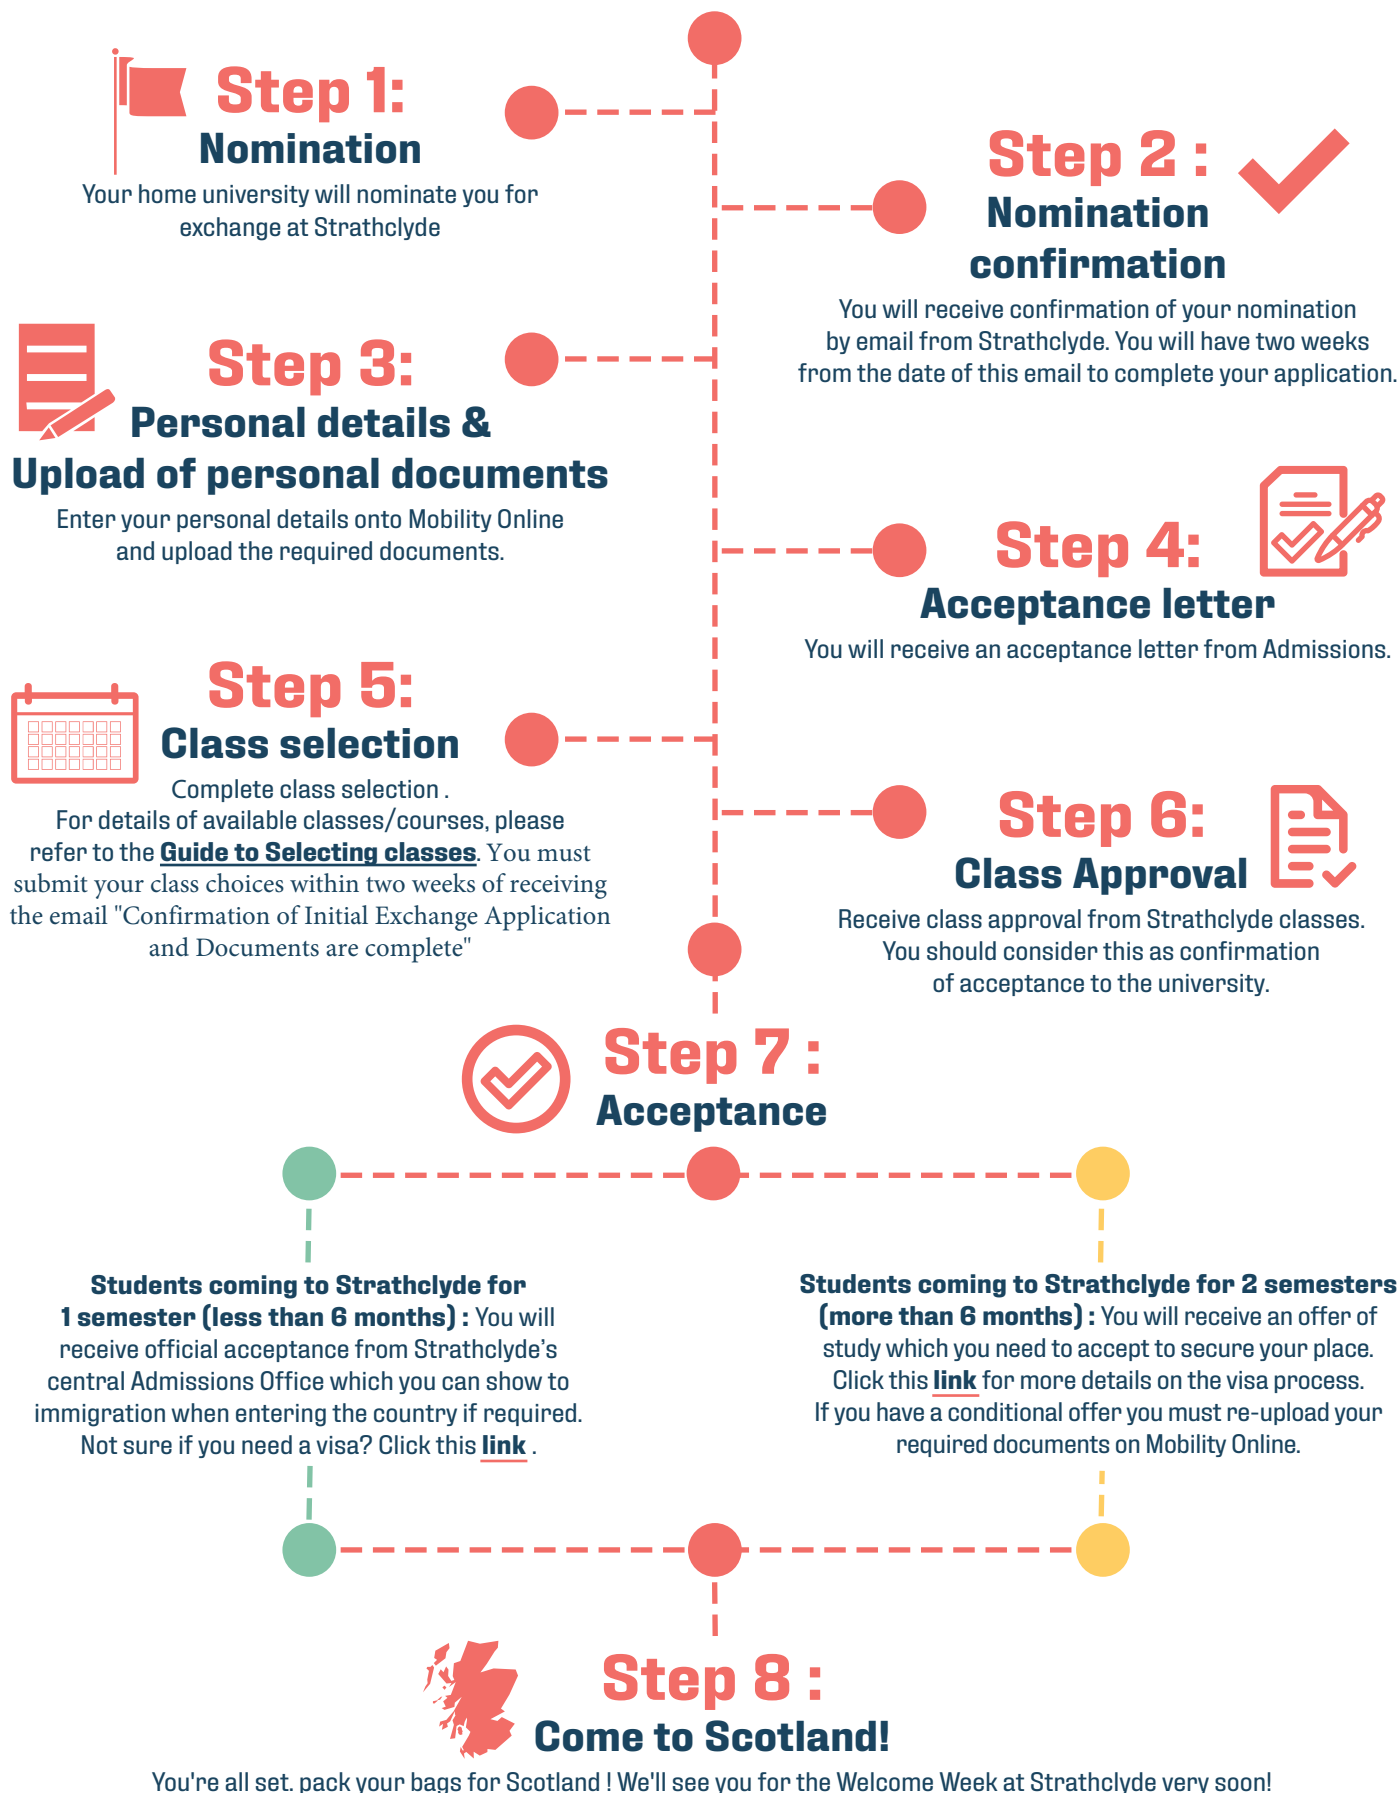 Step 1:
Nomination
Your home university will nominate you for
exchange at Strathclyde
Step 2 :
Nomination
confirmation
You will receive confirmation of your nomination
by email from Strathclyde. You will have two weeks
from the date of this email to complete your application.
Step 3:
Personal details &
Upload of personal documents
Enter your personal details onto Mobility Online
and upload the required documents.
Step 4:
Acceptance letter
You will receive an acceptance letter from Admissions.
Step 5:
Class selection
Complete class selection .
For details of available classes/courses, please
refer to the Guide to Selecting classes. You must
submit your class choices within two weeks of receiving
the email "Confirmation of Initial Exchange Application
and Documents are complete"
Step 6:
Class Approval
Receive class approval from Strathclyde classes.
You should consider this as confirmation
of acceptance to the university.
Step 7 :
Acceptance
Students coming to Strathclyde for
1 semester (less than 6 months) : You will
receive official acceptance from Strathclyde's
central Admissions Office which you can show to
immigration when entering the country if required.
Not sure if you need a visa? Click this link .
Students coming to Strathclyde for 2 semesters
(more than 6 months) : You will receive an offer of
study which you need to accept to secure your place.
Click this link for more details on the visa process.
If you have a conditional offer you must re-upload your
required documents on Mobility Online.
Step 8 :
Come to Scotland!
You're all set. pack your bags for Scotland ! We'll see you for the Welcome Week at Strathclyde very soon!